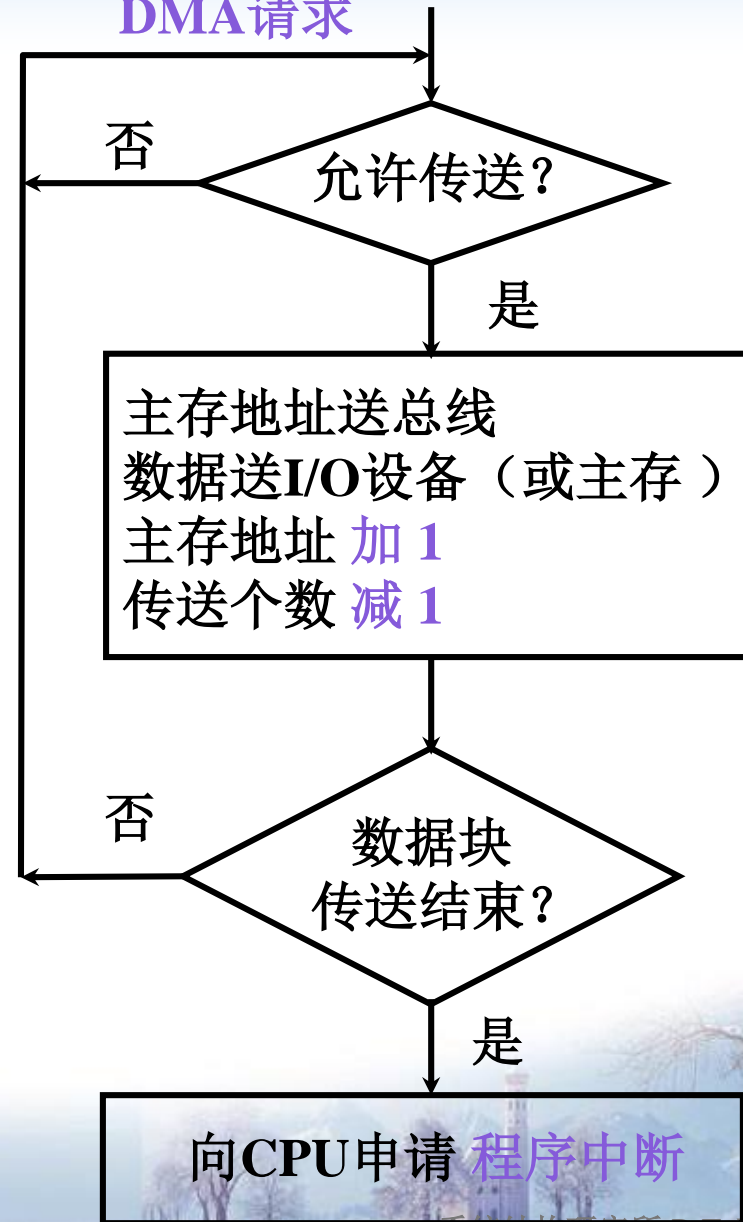 DMA请求
否
允许传送？
是
主存地址送总线
数据送I/O设备（或主存 ）
主存地址 加 1
传送个数 减 1
否
数据块
传送结束？
是
向CPU申请 程序中断